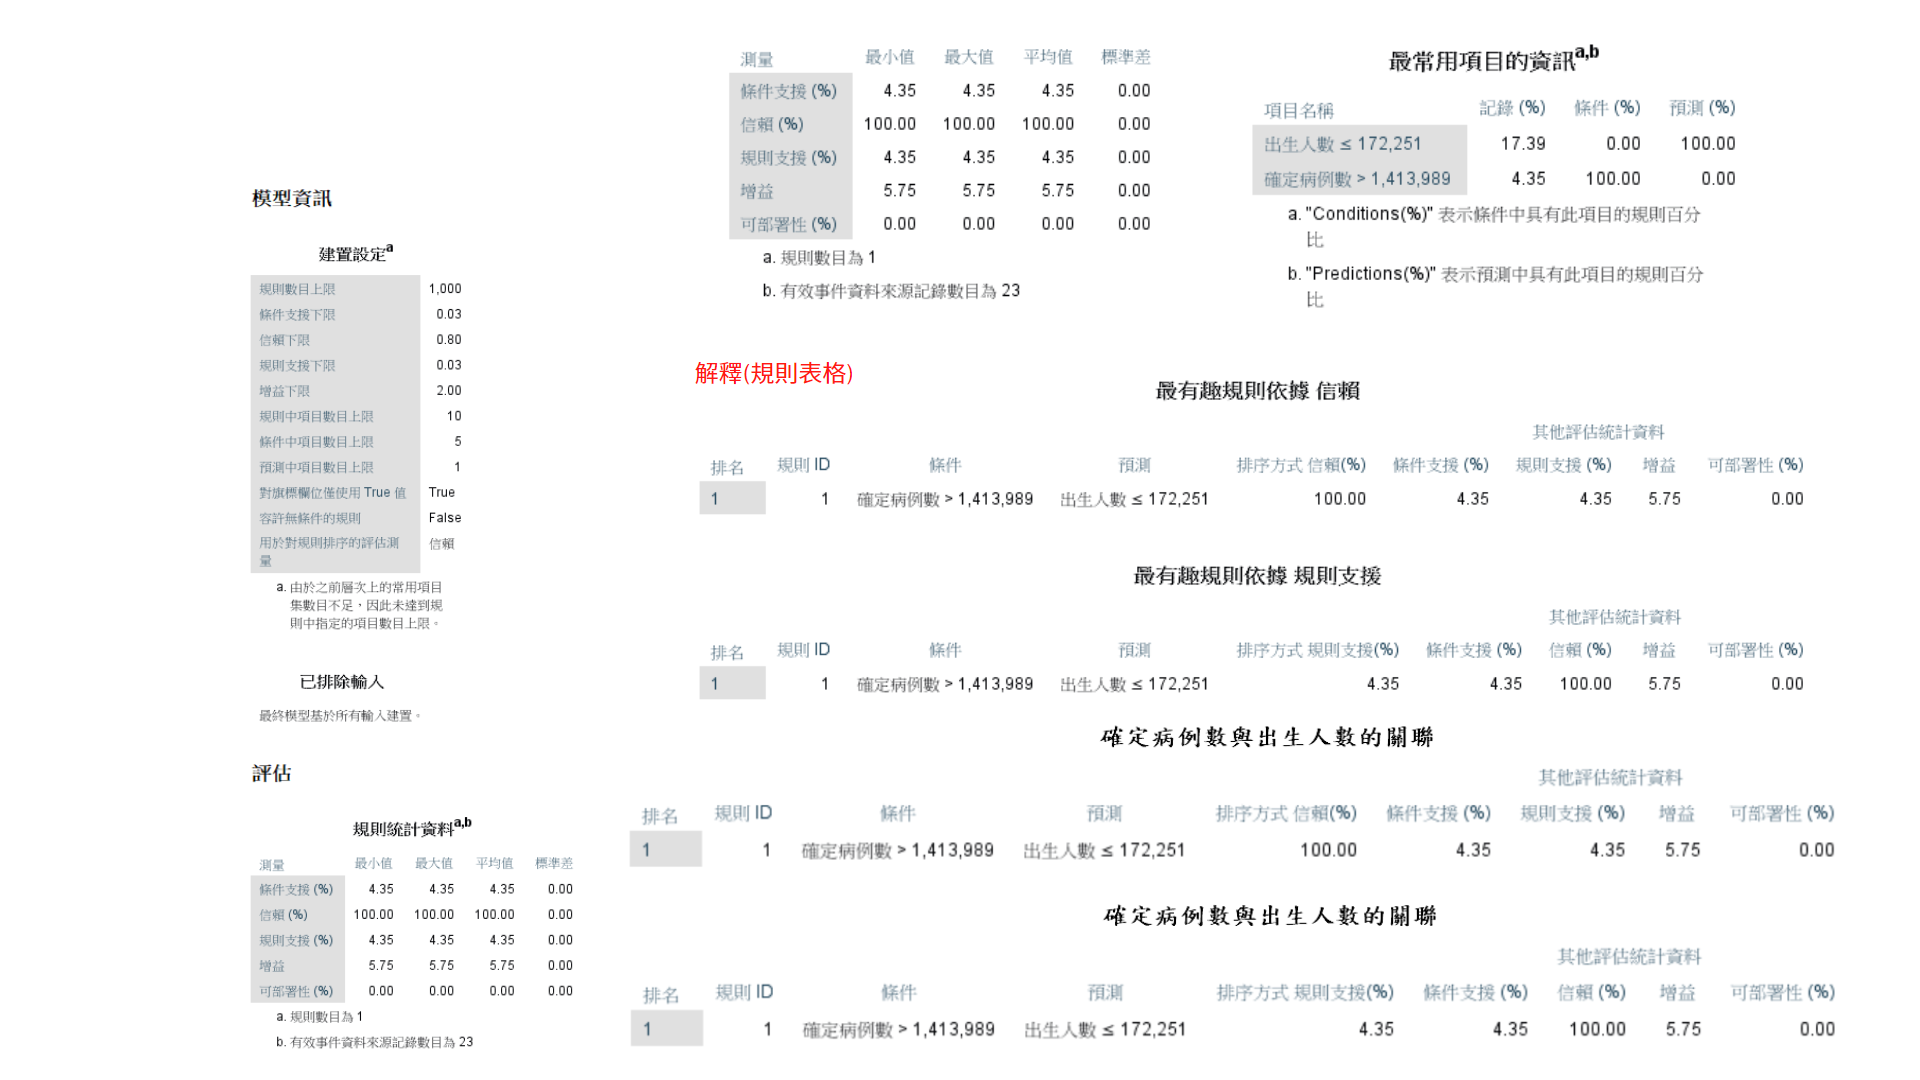 模型資訊
建置設定a
規則數目上限 1,000
條件支援下限 0.03
信賴下限 0.80
規則支援下限 0.03
增益下限 2.00
規則中項目數目上限 10
條件中項目數目上限 5
預測中項目數目上限 1
對旗標欄位僅使用 True 值 True
容許無條件的規則 False
用於對規則排序的評估測量 信賴
a. 由於之前層次上的常用項目
集數目不足，因此未達到規
則中指定的項目數目上限。
已排除輸入
最終模型基於所有輸入建置。
評估
規則統計資料a,b
測量 最小值 最大值 平均值 標準差
條件支援 (%) 4.35 4.35 4.35 0.00
信賴 (%) 100.00 100.00 100.00 0.00
規則支援 (%) 4.35 4.35 4.35 0.00
增益 5.75 5.75 5.75 0.00
可部署性 (%) 0.00 0.00 0.00 0.00
a. 規則數目為 1
b. 有效事件資料來源記錄數目為 23
測量 最小值 最大值 平均值 標準差
條件支援 (%) 4.35 4.35 4.35 0.00
信賴 (%) 100.00 100.00 100.00 0.00
規則支援 (%) 4.35 4.35 4.35 0.00
增益 5.75 5.75 5.75 0.00
可部署性 (%) 0.00 0.00 0.00 0.00
a. 規則數目為 1
b. 有效事件資料來源記錄數目為 23
最常用項目的資訊a,b
項目名稱 記錄 (%) 條件 (%) 預測 (%)
出生人數 ≤ 172,251 17.39 0.00 100.00
確定病例數 > 1,413,989 4.35 100.00 0.00
a. "Conditions(%)" 表示條件中具有此項目的規則百分
比
b. "Predictions(%)" 表示預測中具有此項目的規則百分
比
解釋(規則表格)
最有趣規則依據 信賴
其他評估統計資料
排名 規則 ID 條件 預測 排序方式 信賴(%) 條件支援 (%) 規則支援 (%) 增益 可部署性 (%)
1 1 確定病例數 > 1,413,989 出生人數 ≤ 172,251 100.00 4.35 4.35 5.75 0.00
最有趣規則依據 規則支援
其他評估統計資料
排名 規則 ID 條件 預測 排序方式 規則支援(%) 條件支援 (%) 信賴 (%) 增益 可部署性 (%)
1 1 確定病例數 > 1,413,989 出生人數 ≤ 172,251 4.35 4.35 100.00 5.75 0.00
確定病例數與出生人數的關聯
其他評估統計資料
排名 規則 ID 條件 預測 排序方式 信賴(%) 條件支援 (%) 規則支援 (%) 增益 可部署性 (%)
1 1 確定病例數 > 1,413,989 出生人數 ≤ 172,251 100.00 4.35 4.35 5.75 0.00
確定病例數與出生人數的關聯
其他評估統計資料
排名 規則 ID 條件 預測 排序方式 規則支援(%) 條件支援 (%) 信賴 (%) 增益 可部署性 (%)
1 1 確定病例數 > 1,413,989 出生人數 ≤ 172,251 4.35 4.35 100.00 5.75 0.00